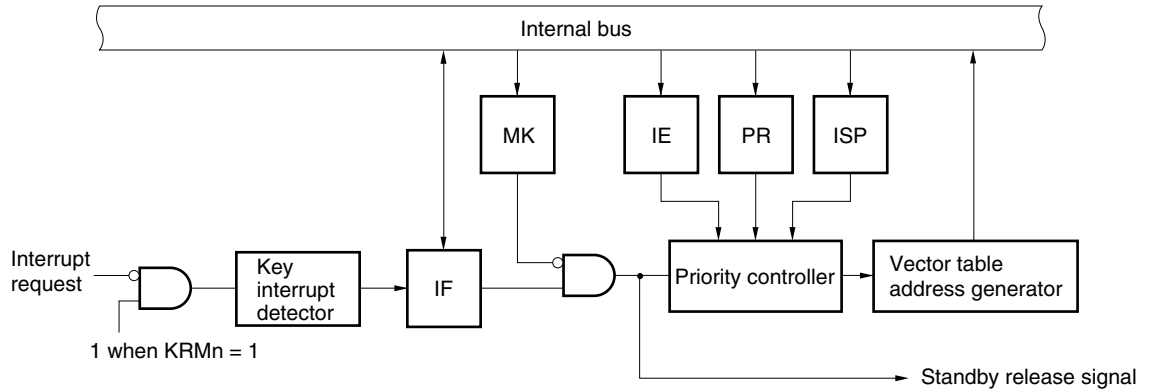 Internal bus
MK
IE
PR
ISP
Interrupt
request
Key
interrupt
detector
IF
Priority controller
Vector table
address generator
1 when KRMn = 1
Standby release signal